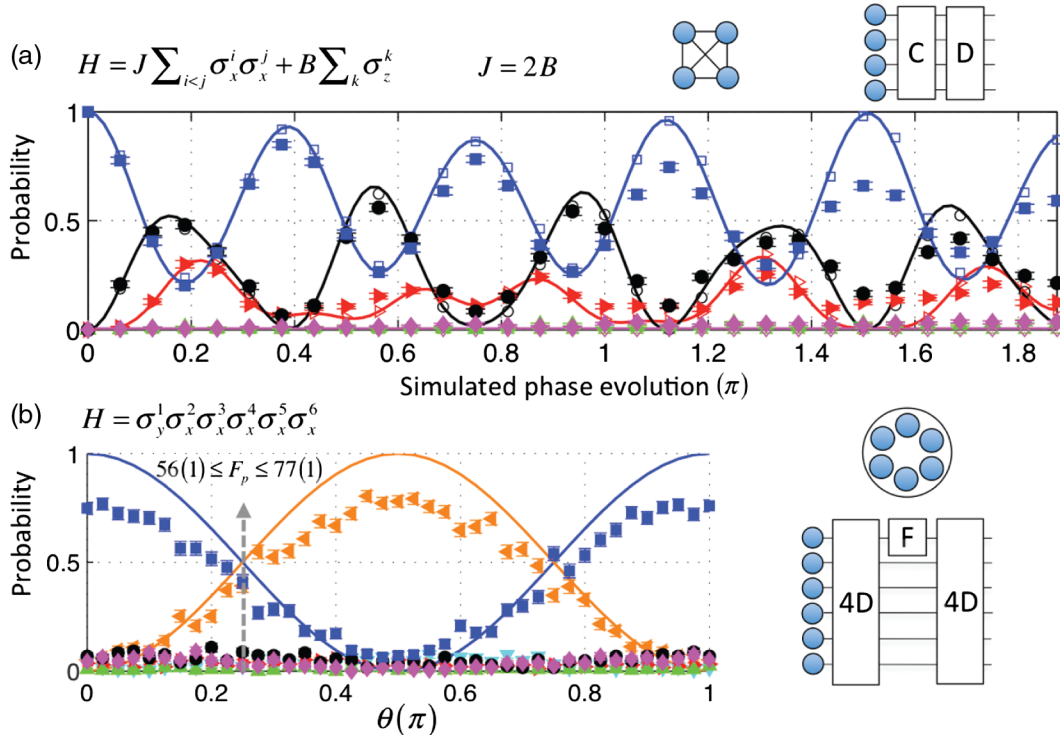 (a)
H = J∑_{i<j} σ_x^i σ_x^j + B∑_k σ_z^k J = 2B
C D
Probability
1
0.5
0
0 0.2 0.4 0.6 0.8 1 1.2 1.4 1.6 1.8
Simulated phase evolution (π)
(b)
H = σ_y^1 σ_x^2 σ_x^3 σ_x^4 σ_x^5 σ_x^6
56(1) ≤ F_p ≤ 77(1)
Probability
1
0.5
0
0 0.2 0.4 0.6 0.8 1
θ(π)
F
4D 4D